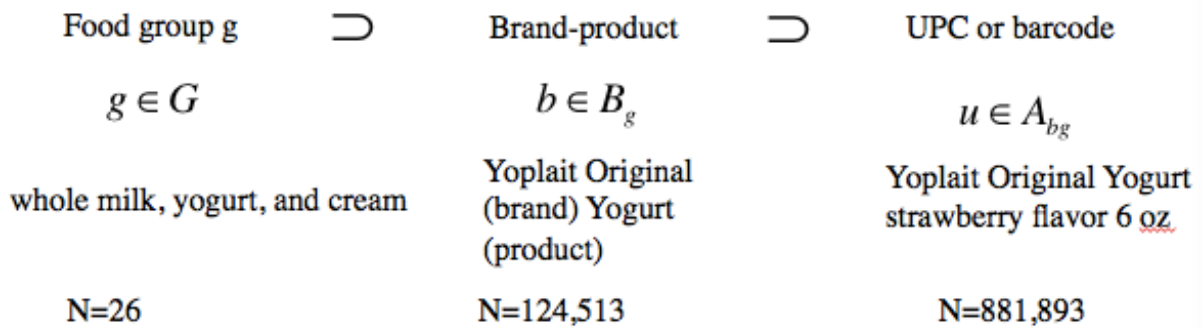 Food group g ⊃ Brand-product ⊃ UPC or barcode
g ∈ G b ∈ B_g u ∈ A_bg
whole milk, yogurt, and cream
Yoplait Original
(brand) Yogurt
(product)
Yoplait Original Yogurt
strawberry flavor 6 oz
N=26 N=124,513 N=881,893